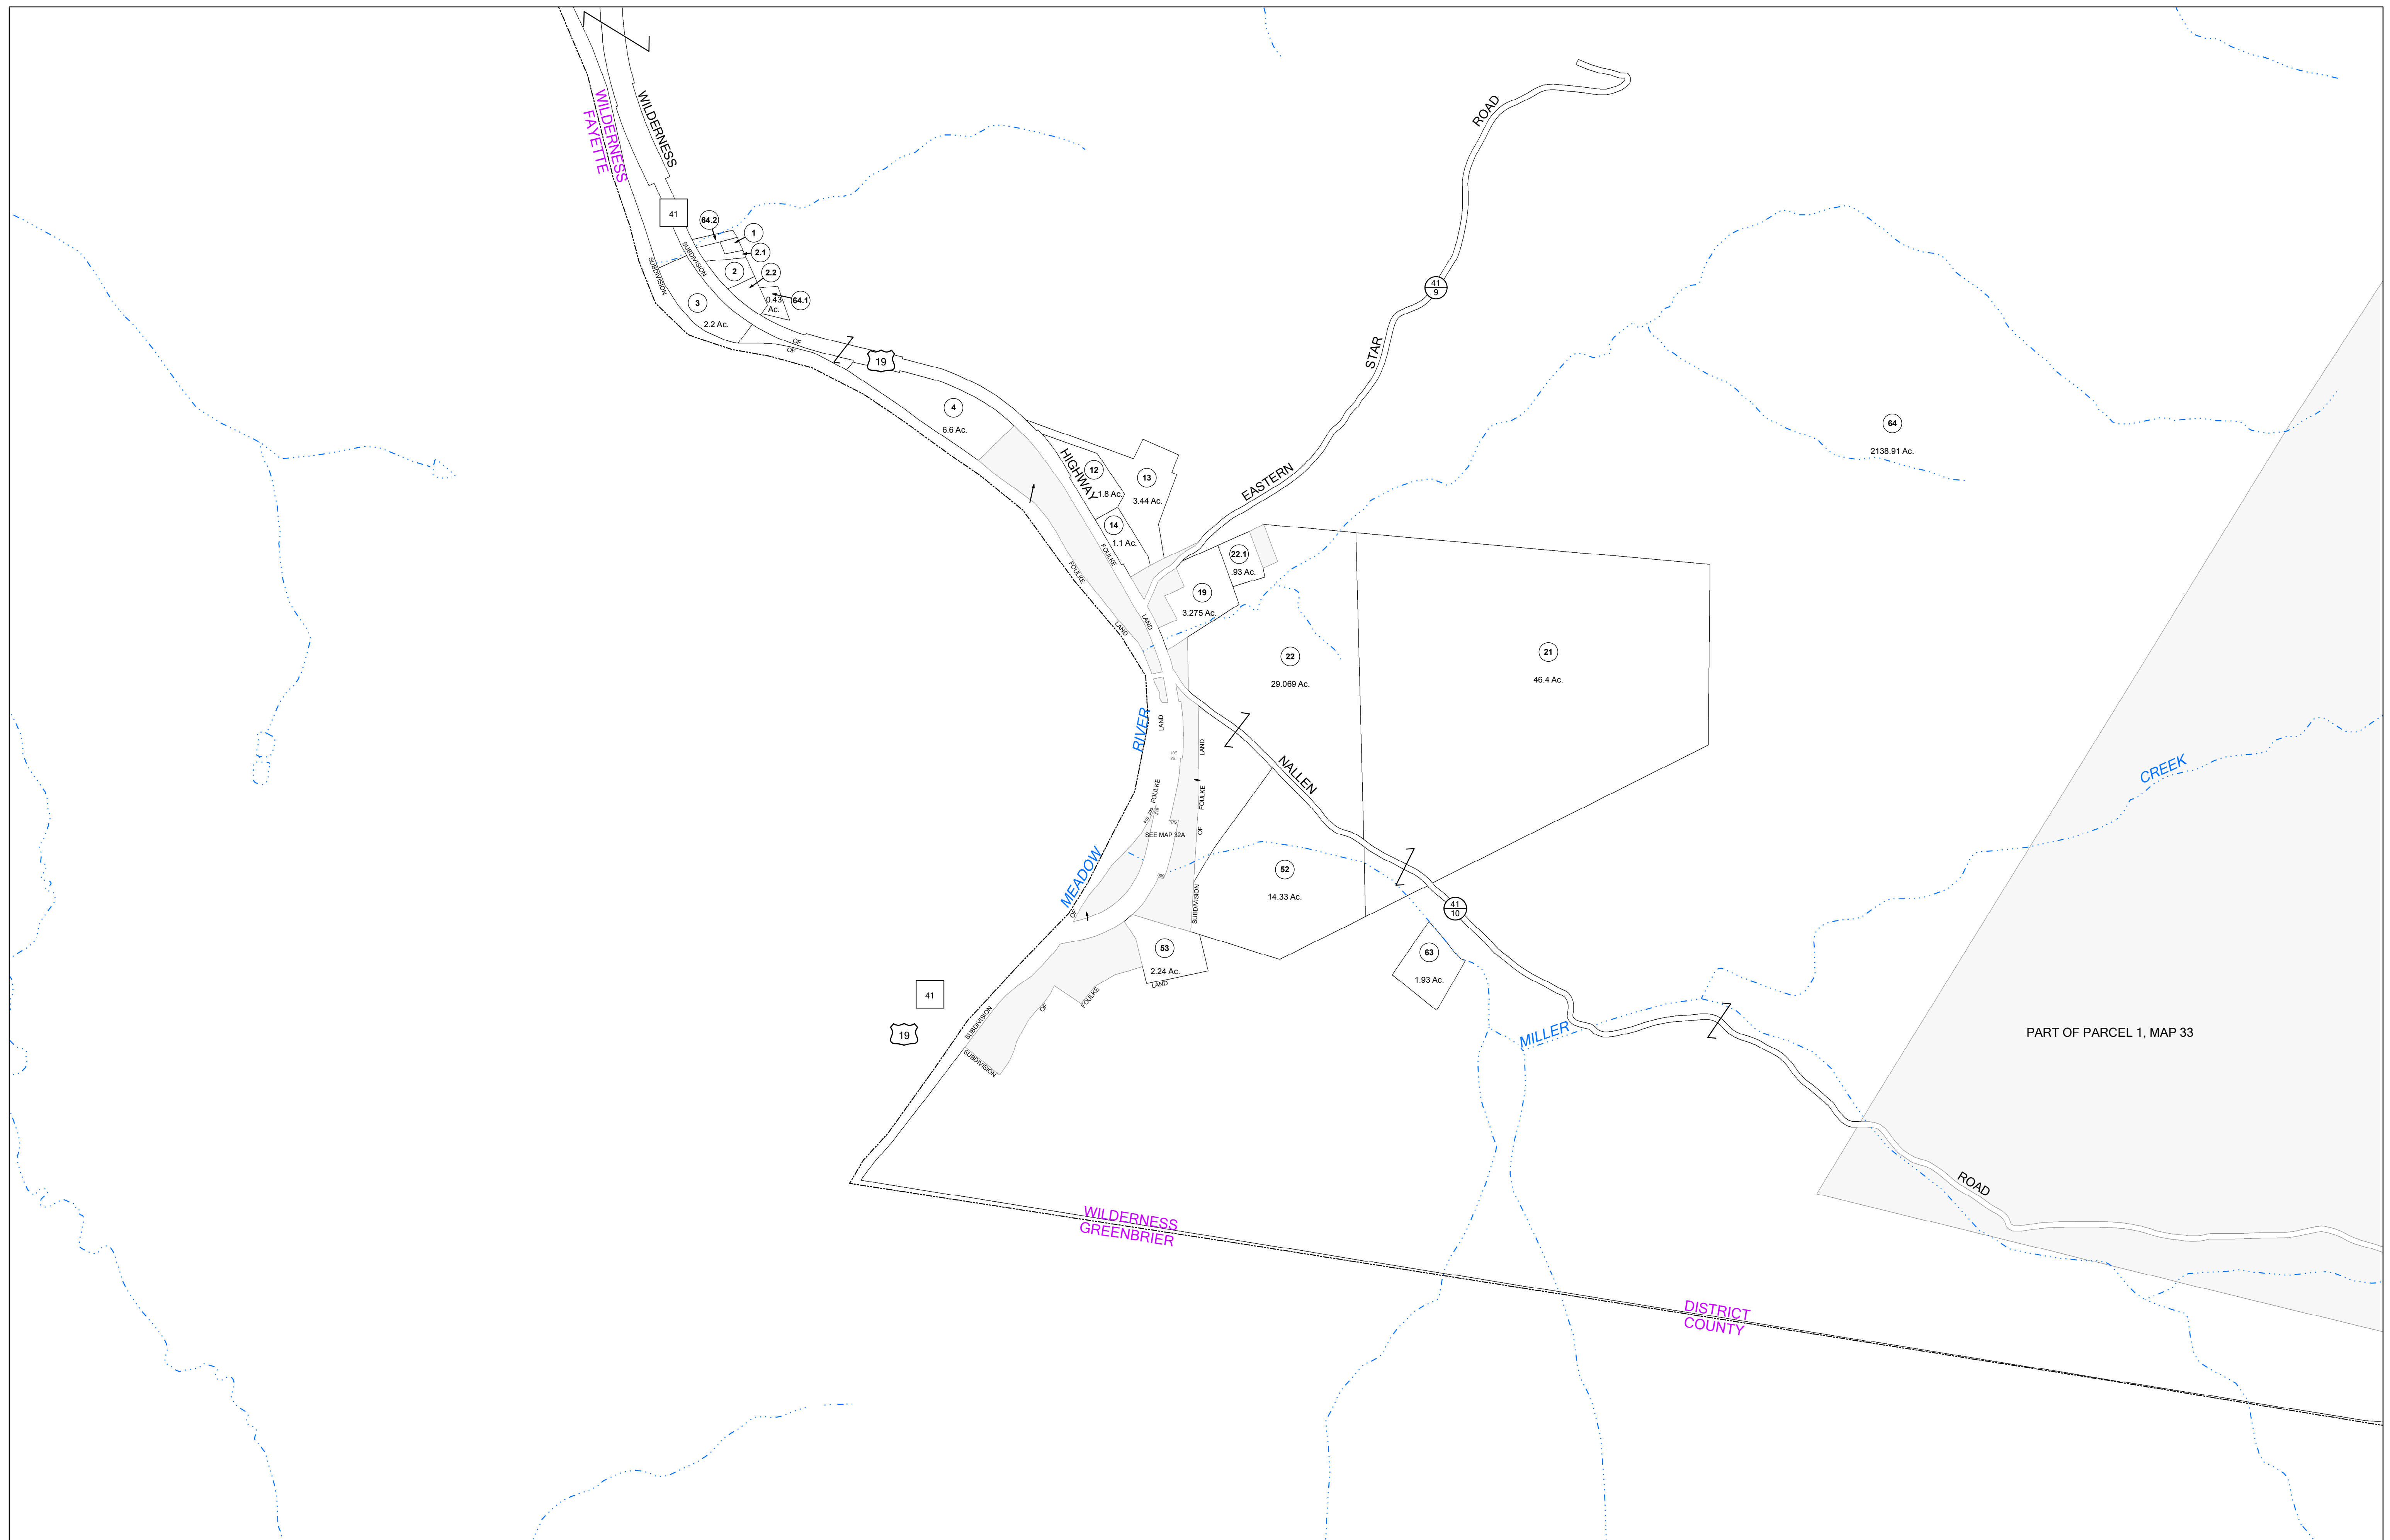 WILDERNESS
FAYETTE
WILDERNESS
41
64.2
1
2.1
2
2.2
64.1
0.43
Ac.
SUBDIVISION
SUBDIVISION
3
2.2 Ac.
OF
OF
19
4
6.6 Ac.
HIGHWAY
12
1.8 Ac.
13
3.44 Ac.
14
1.1 Ac.
FOULKE
FOULKE
LAND
LAND
ROAD
STAR
EASTERN
41
9
64
2138.91 Ac.
22.1
.93 Ac.
19
3.275 Ac.
22
29.069 Ac.
21
46.4 Ac.
RIVER
LAND
LAND
FOULKE
FOULKE
OF
SUBDIVISION
SEE MAP 32A
NALLEN
MEADOW
OF
52
14.33 Ac.
41
10
53
2.24 Ac.
LAND
FOULKE
OF
SUBDIVISION
SUBDIVISION
63
1.93 Ac.
41
19
MILLER
CREEK
PART OF PARCEL 1, MAP 33
ROAD
WILDERNESS
GREENBRIER
DISTRICT
COUNTY